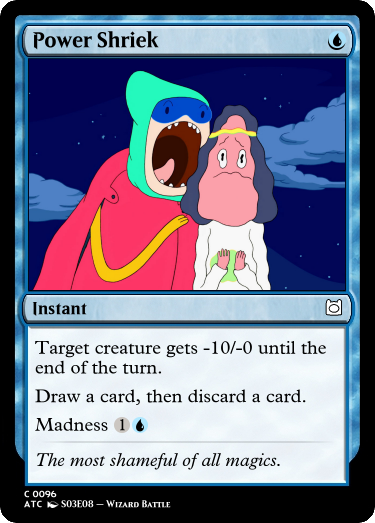 Power Shriek
Instant
Target creature gets -10/-0 until the
end of the turn.
Draw a card, then discard a card.
Madness 1
The most shameful of all magics.
C 0096
ATC S03E08 — Wizard Battle